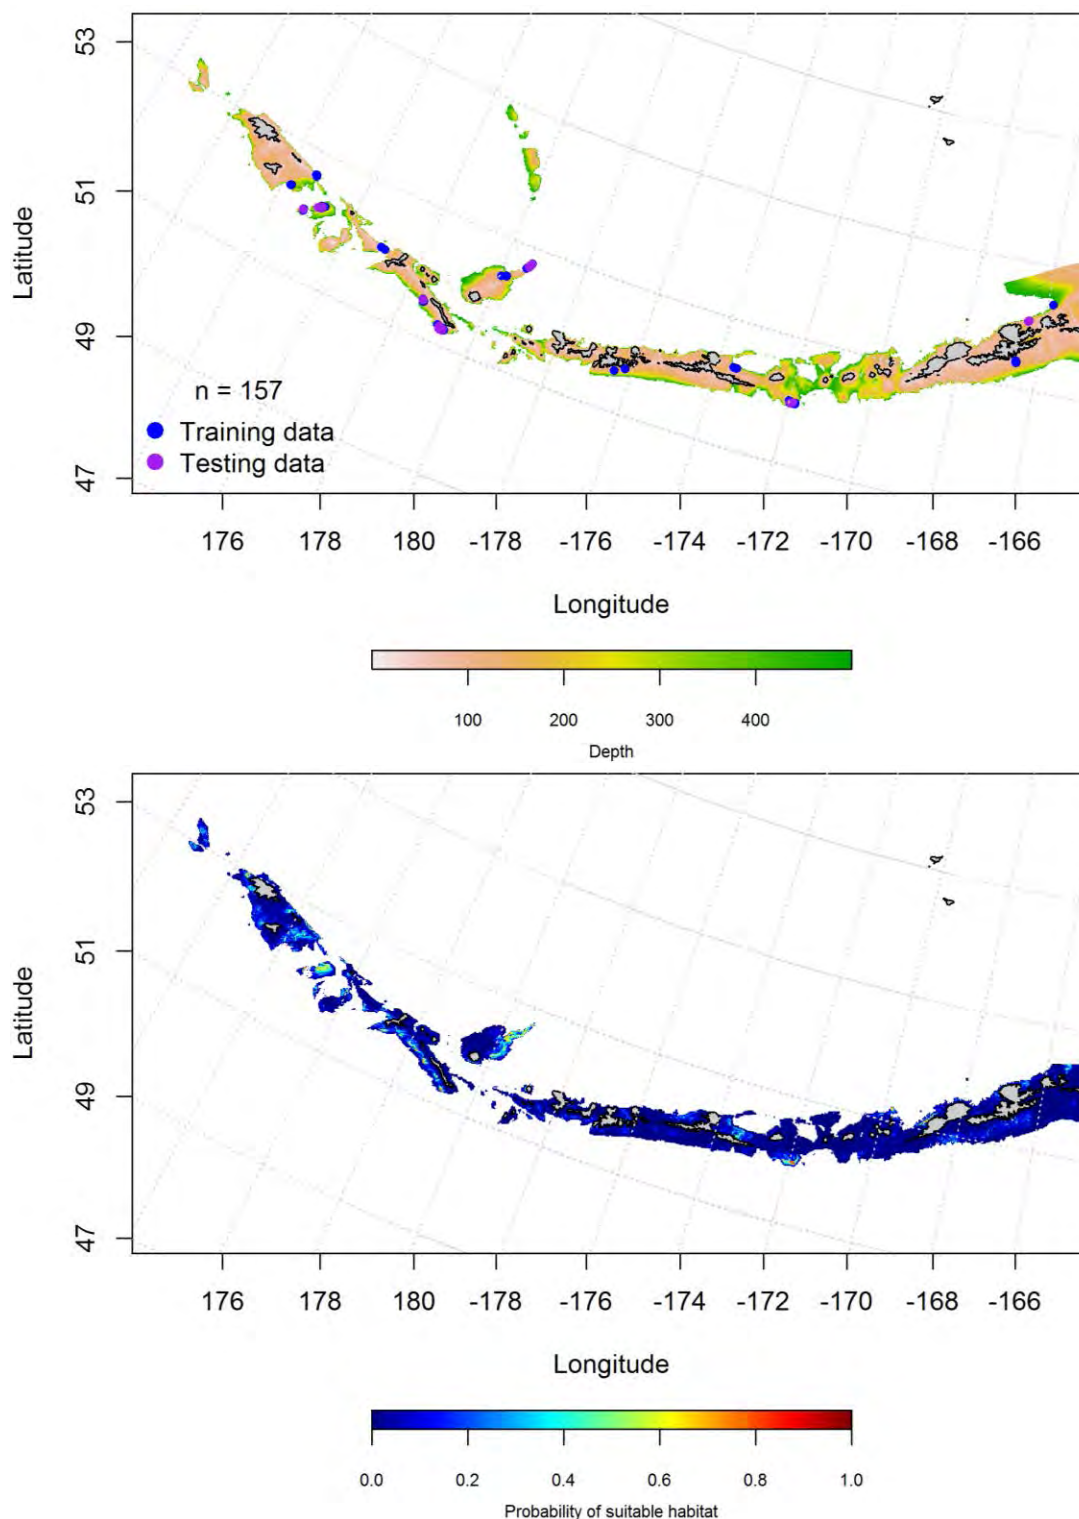 53
51
49
47
Latitude
n = 157
Training data
Testing data
176 178 180 -178 -176 -174 -172 -170 -168 -166
Longitude
100 200 300 400
Depth
53
51
49
47
Latitude
176 178 180 -178 -176 -174 -172 -170 -168 -166
Longitude
0.0 0.2 0.4 0.6 0.8 1.0
Probability of suitable habitat